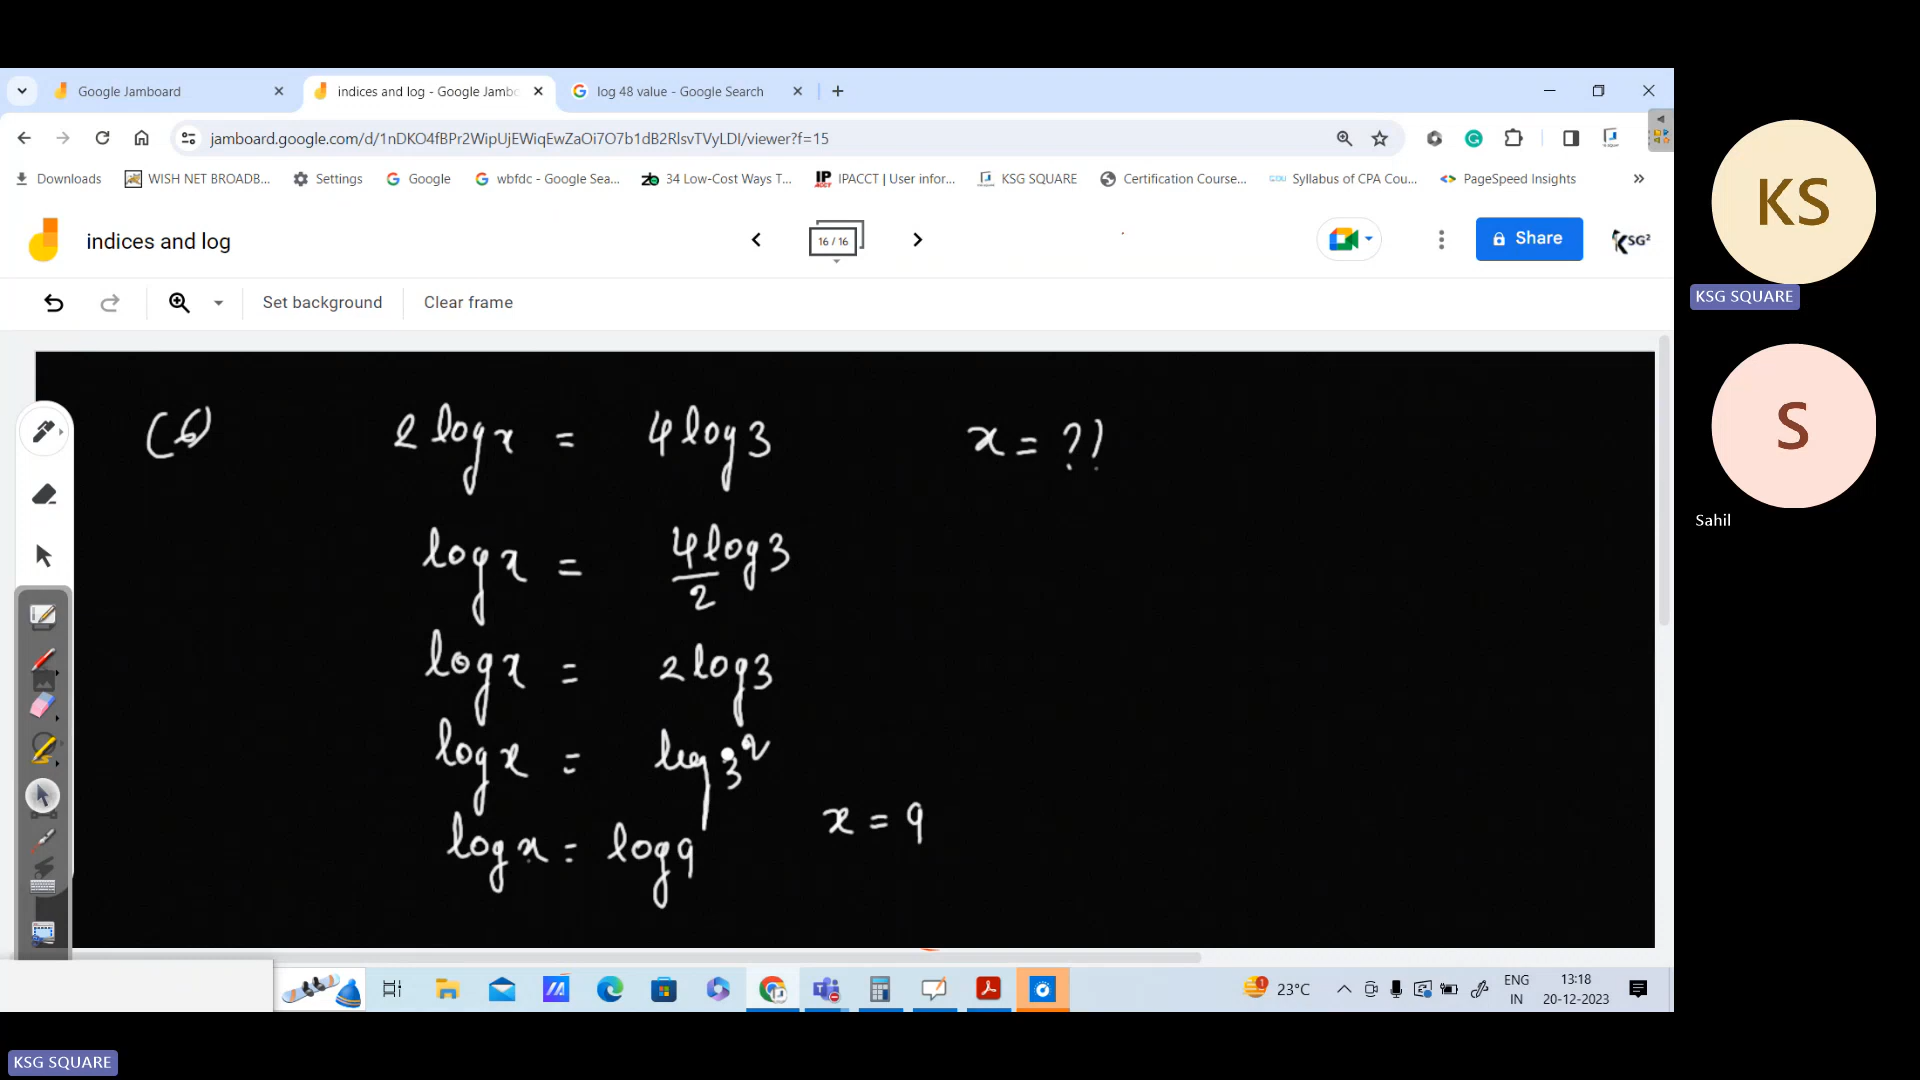 Google Jamboard
indices and log - Google Jambo
log 48 value - Google Search
jamboard.google.com/d/1nDKO4fBPr2WipUjEWiqEwZaOi7O7b1dB2RlsvTVyLDI/viewer?f=15
Downloads
WISH NET BROADB...
Settings
Google
wbfdc - Google Sea...
34 Low-Cost Ways T...
IPACCT | User infor...
KSG SQUARE
Certification Course...
Syllabus of CPA Cou...
PageSpeed Insights
indices and log
16 / 16
Share
KSG²
Set background
Clear frame
(6) 2 log x = 4 log 3 x = ??
log x = 4/2 log 3
log x = 2 log 3
log x = log 3²
log x = log 9
x = 9
KS
KSG SQUARE
S
Sahil
23°C
ENG
IN
13:18
20-12-2023
KSG SQUARE